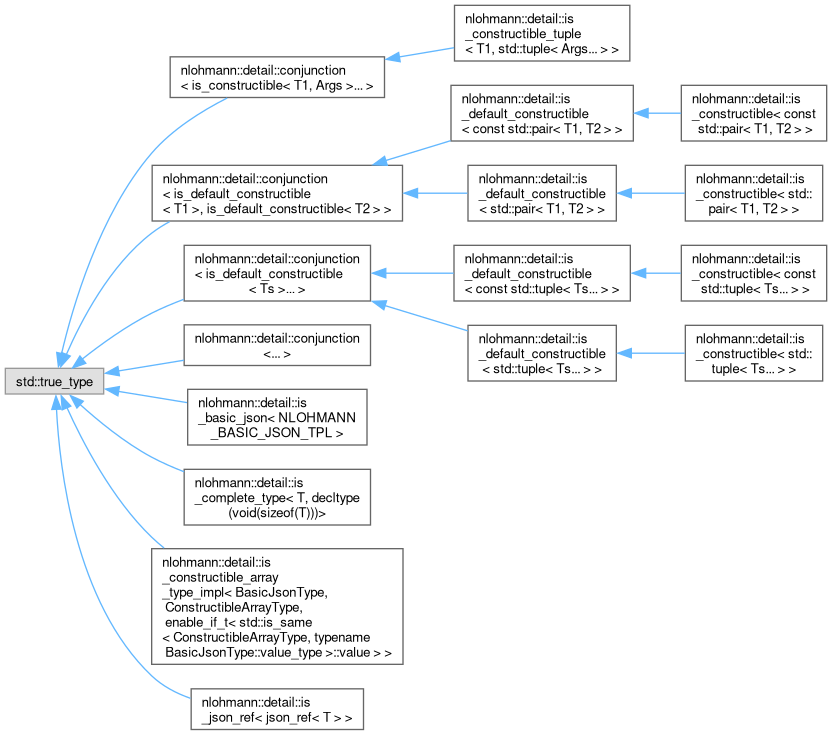 nlohmann::detail::is
_constructible_tuple
< T1, std::tuple< Args... > >
nlohmann::detail::conjunction
< is_constructible< T1, Args >... >
nlohmann::detail::is
_default_constructible
< const std::pair< T1, T2 > >
nlohmann::detail::is
_constructible< const
std::pair< T1, T2 > >
nlohmann::detail::conjunction
< is_default_constructible
< T1 >, is_default_constructible< T2 > >
nlohmann::detail::is
_default_constructible
< std::pair< T1, T2 > >
nlohmann::detail::is
_constructible< std::
pair< T1, T2 > >
nlohmann::detail::conjunction
< is_default_constructible
< Ts >... >
nlohmann::detail::is
_default_constructible
< const std::tuple< Ts... > >
nlohmann::detail::is
_constructible< const
std::tuple< Ts... > >
nlohmann::detail::conjunction
<... >
nlohmann::detail::is
_default_constructible
< std::tuple< Ts... > >
nlohmann::detail::is
_constructible< std::
tuple< Ts... > >
std::true_type
nlohmann::detail::is
_basic_json< NLOHMANN
_BASIC_JSON_TPL >
nlohmann::detail::is
_complete_type< T, decltype
(void(sizeof(T)))>
nlohmann::detail::is
_constructible_array
_type_impl< BasicJsonType,
ConstructibleArrayType,
enable_if_t< std::is_same
< ConstructibleArrayType, typename
BasicJsonType::value_type >::value > >
nlohmann::detail::is
_json_ref< json_ref< T > >